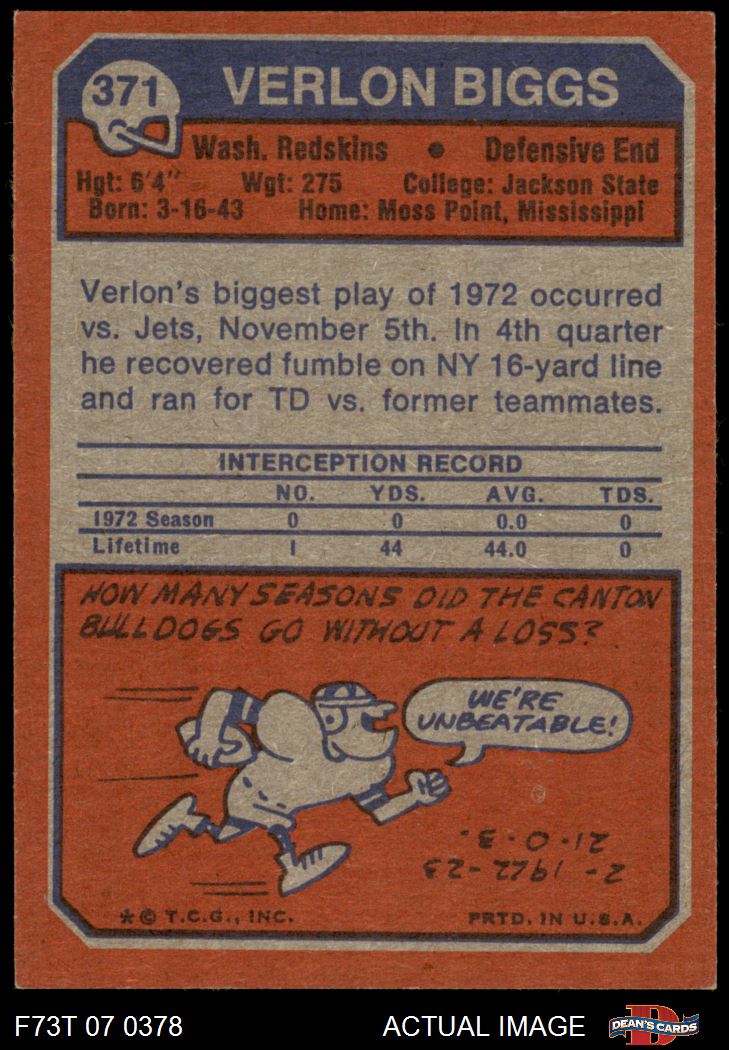 371 VERLON BIGGS
Wash. Redskins • Defensive End
Hgt: 6'4" Wgt: 275 College: Jackson State
Born: 3-16-43 Home: Moss Point, Mississippi
Verlon's biggest play of 1972 occurred
vs. Jets, November 5th. In 4th quarter
he recovered fumble on NY 16-yard line
and ran for TD vs. former teammates.
INTERCEPTION RECORD
NO. YDS. AVG. TDS.
1972 Season 0 0 0.0 0
Lifetime 1 44 44.0 0
HOW MANY SEASONS DID THE CANTON
BULLDOGS GO WITHOUT A LOSS?
WE'RE
UNBEATABLE!
2- 1922-23
21-0-3-
* © T.C.G., INC. PRTD. IN U.S.A.
F73T 07 0378 ACTUAL IMAGE DEAN'S CARDS